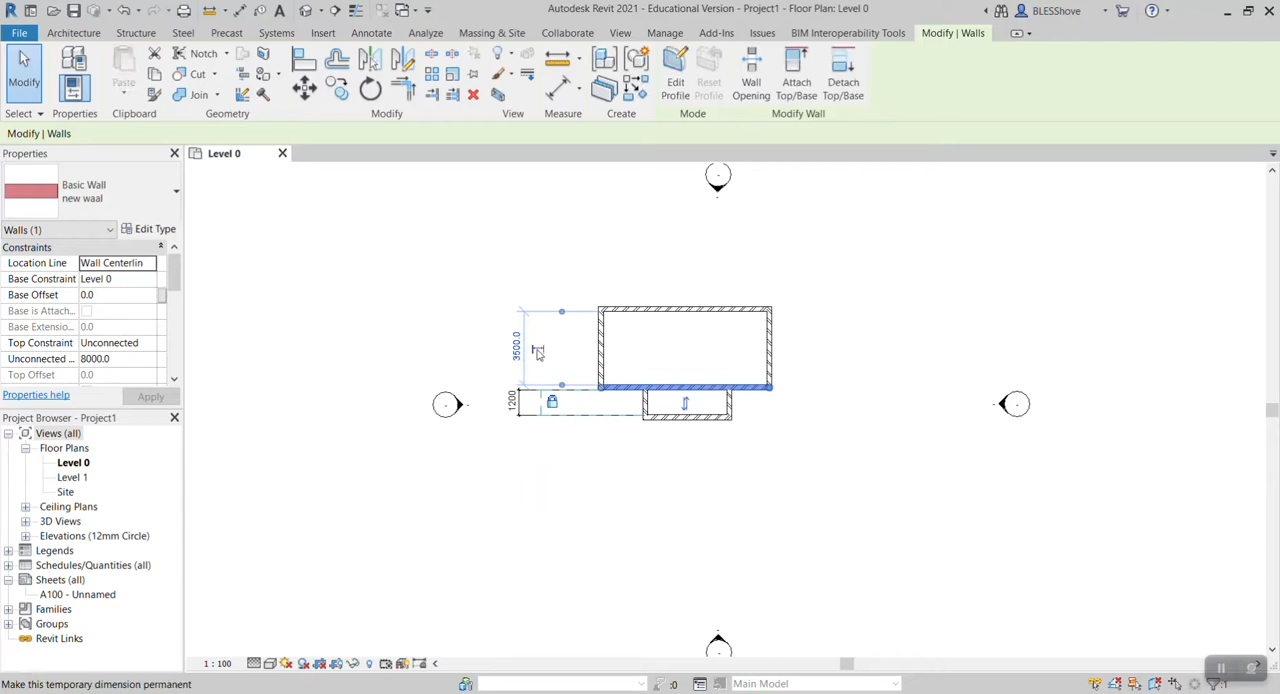 Autodesk Revit 2021 - Educational Version - Project1 - Floor Plan: Level 0
BLESShove
File
Architecture
Structure
Steel
Precast
Systems
Insert
Annotate
Analyze
Massing & Site
Collaborate
View
Manage
Add-Ins
Issues
BIM Interoperability Tools
Modify | Walls
Modify
Paste
Notch
Cut
Join
Edit
Profile
Reset
Profile
Wall
Opening
Attach
Top/Base
Detach
Top/Base
Select
Properties
Clipboard
Geometry
Modify
View
Measure
Create
Mode
Modify Wall
Modify | Walls
Properties
Level 0
Basic Wall
new waal
Walls (1)
Edit Type
Constraints
Location Line Wall Centerlin
Base Constraint Level 0
Base Offset 0.0
Base is Attach...
Base Extensio... 0.0
Top Constraint Unconnected
Unconnected ... 8000.0
Top Offset 0.0
Properties help
Apply
Project Browser - Project1
Views (all)
Floor Plans
Level 0
Level 1
Site
Ceiling Plans
3D Views
Elevations (12mm Circle)
Legends
Schedules/Quantities (all)
Sheets (all)
A100 - Unnamed
Families
Groups
Revit Links
3500.0
1200
1 : 100
Make this temporary dimension permanent
:0
Main Model
:1